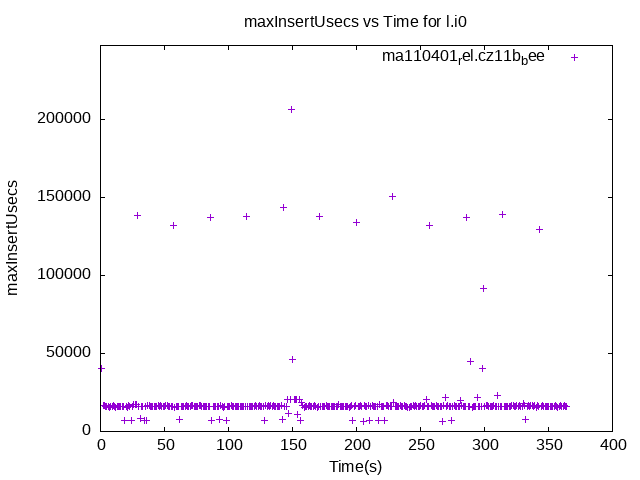 maxInsertUsecs vs Time for l.i0
ma110401rel.cz11bbee
200000
150000
100000
50000
0
maxInsertUsecs
0 50 100 150 200 250 300 350 400
Time(s)